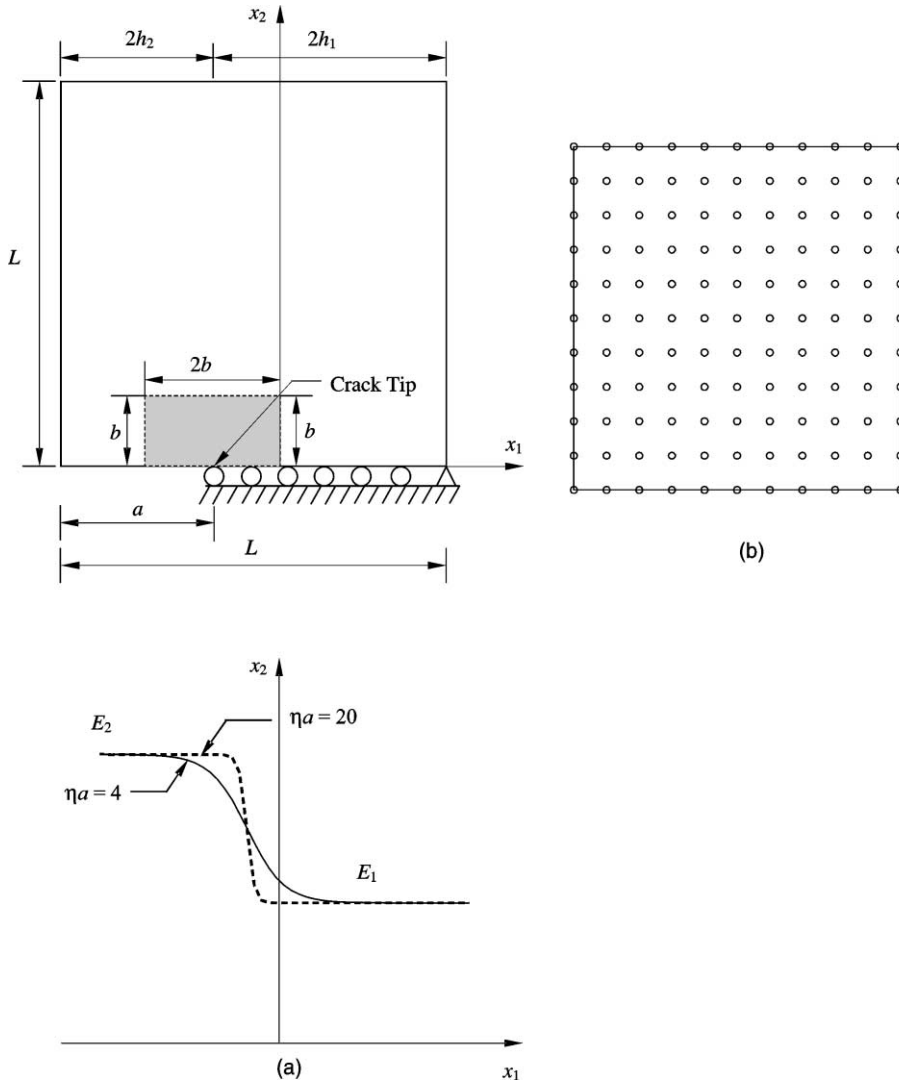 x₂
2h₂
2h₁
L
2b
Crack Tip
b
b
x₁
a
L
(b)
x₂
E₂
ηa = 20
ηa = 4
E₁
(a)
x₁